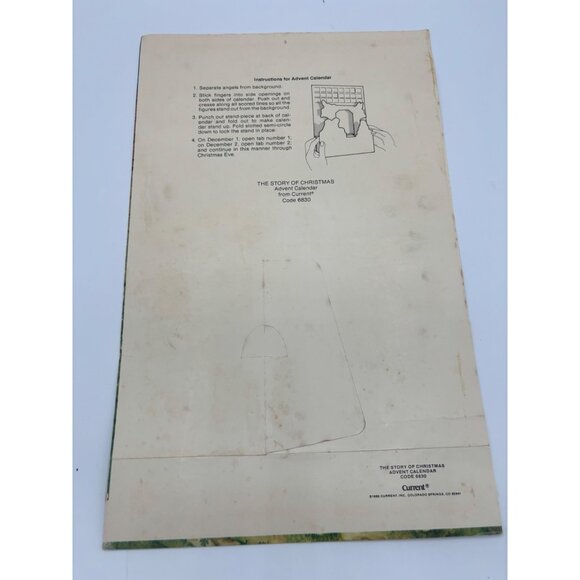 Instructions for Advent Calendar
1. Separate angels from background.
2. Stick fingers into side openings on
both sides of calendar. Push out and
crease along all scored lines so all the
figures stand out from the background.
3. Punch out stand-piece at back of cal-
endar and fold out to make calen-
dar stand up. Fold slotted semi-circle
down to lock the stand in place.
4. On December 1, open tab number 1;
on December 2, open tab number 2;
and continue in this manner through
Christmas Eve.
THE STORY OF CHRISTMAS
Advent Calendar
from Current®
Code 6830
THE STORY OF CHRISTMAS
ADVENT CALENDAR
CODE 6830
Current®
CURRENT, INC., COLORADO SPRINGS, CO